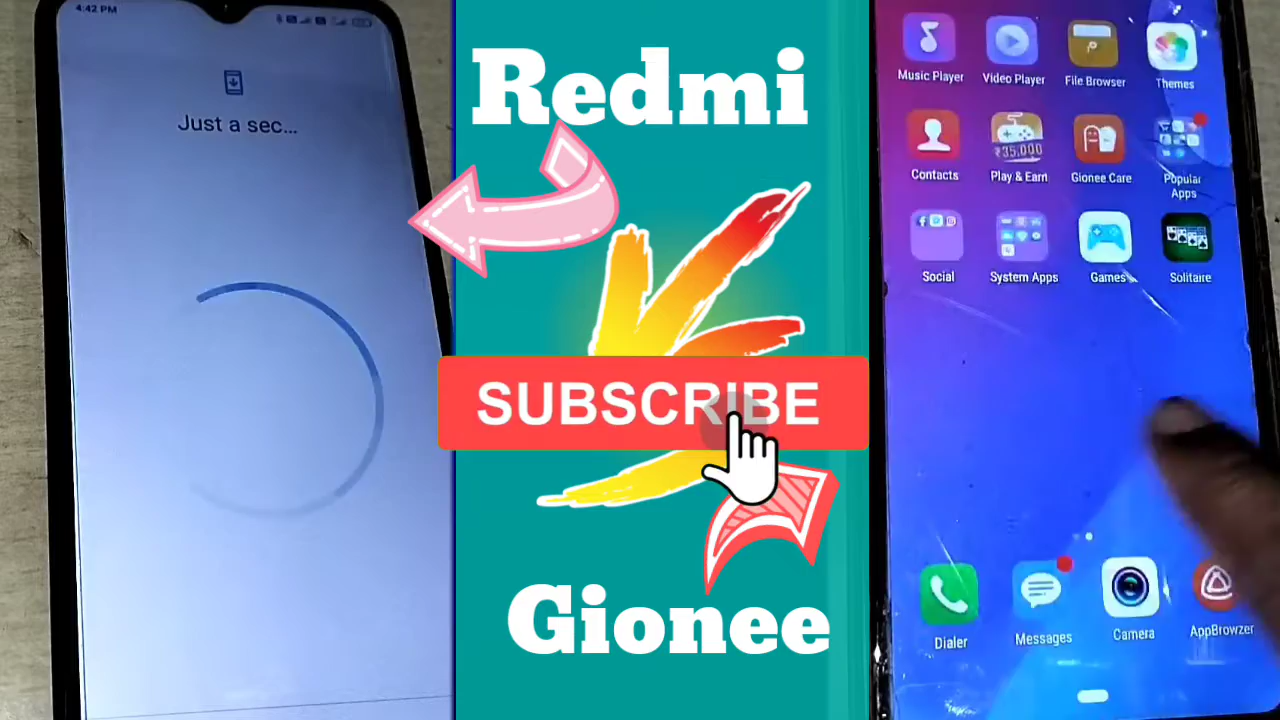 4:42 PM
Just a sec...
Redmi
SUBSCRIBE
Gionee
Music Player
Video Player
File Browser
Themes
₹35,000
Contacts
Play & Earn
Gionee Care
Popular
Apps
Social
System Apps
Games
Solitaire
Dialer
Messages
Camera
AppBrowzer